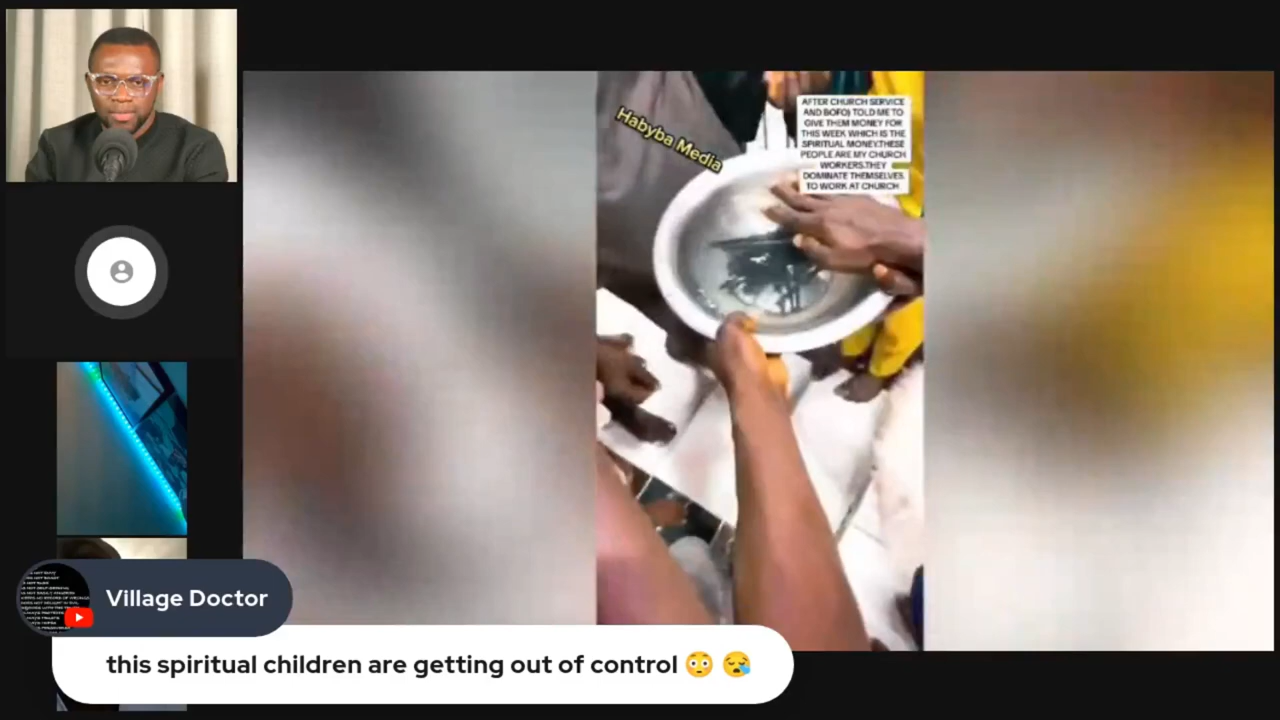 Habyba Media
AFTER CHURCH SERVICE
AND BOFO) TOLD ME TO
GIVE THEM MONEY FOR
THIS WEEK WHICH IS THE
SPIRITUAL MONEY.THESE
PEOPLE ARE MY CHURCH
WORKERS.THEY
DOMINATE THEMSELVES
TO WORK AT CHURCH
Village Doctor
this spiritual children are getting out of control 😳 😪